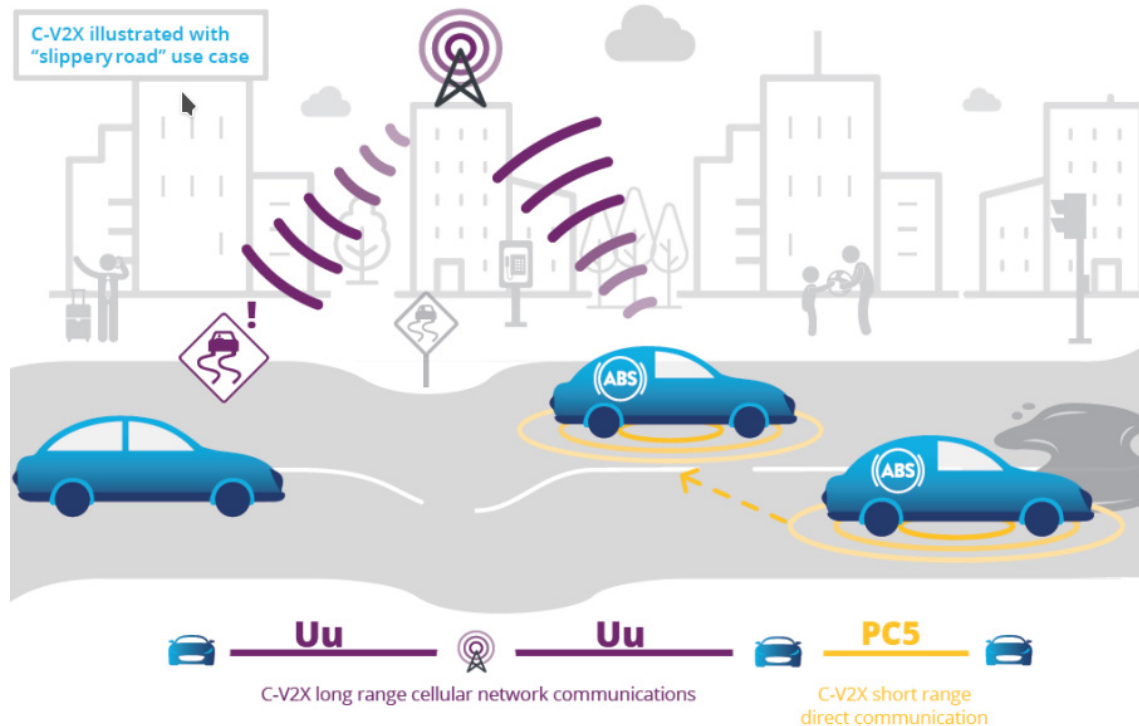 C-V2X illustrated with
“slippery road” use case
!
ABS
ABS
Uu
Uu
PC5
C-V2X long range cellular network communications
C-V2X short range
direct communication